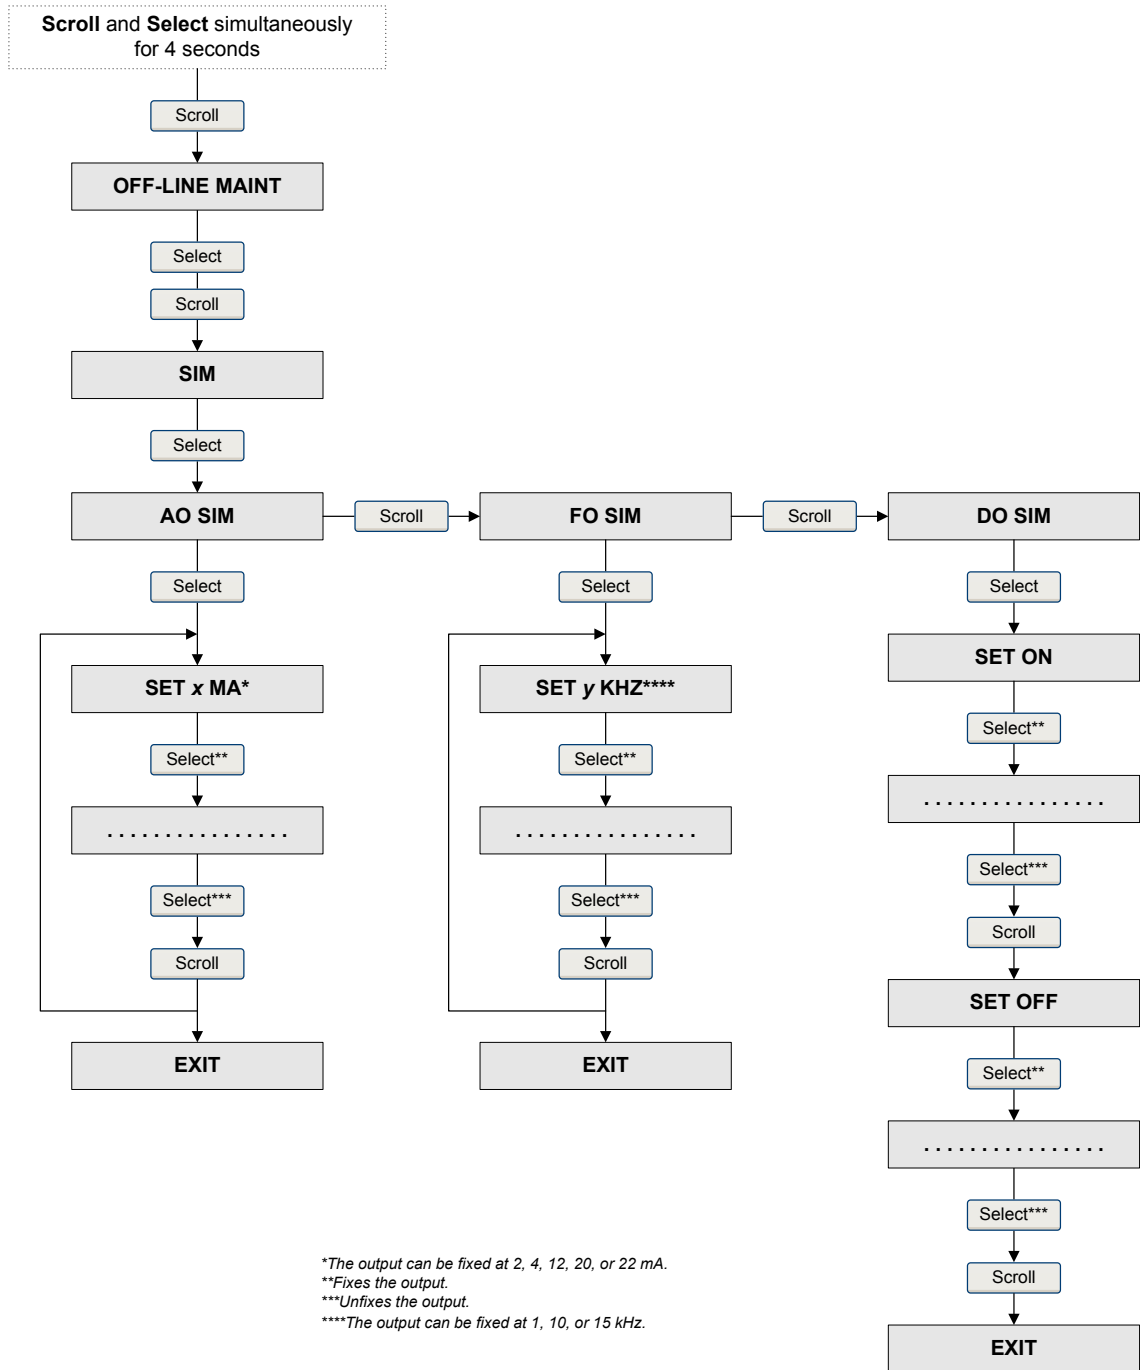 Scroll and Select simultaneously
for 4 seconds
Scroll
OFF-LINE MAINT
Select
Scroll
SIM
Select
AO SIM
Scroll
FO SIM
Scroll
DO SIM
Select
Select
Select
SET x MA*
SET y KHZ****
SET ON
Select**
Select**
Select**
. . . . . . . . . . . . . . . .
. . . . . . . . . . . . . . . .
. . . . . . . . . . . . . . . .
Select***
Select***
Select***
Scroll
Scroll
Scroll
SET OFF
EXIT
EXIT
Select**
. . . . . . . . . . . . . . . .
Select***
Scroll
EXIT
*The output can be fixed at 2, 4, 12, 20, or 22 mA.
**Fixes the output.
***Unfixes the output.
****The output can be fixed at 1, 10, or 15 kHz.